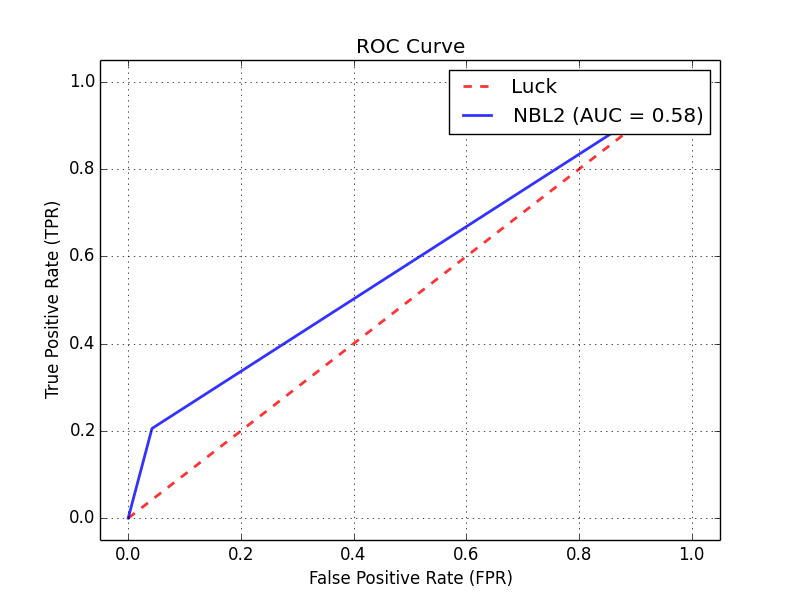 ROC Curve
Luck
NBL2 (AUC = 0.58)
True Positive Rate (TPR)
1.0
0.8
0.6
0.4
0.2
0.0
0.0 0.2 0.4 0.6 0.8 1.0
False Positive Rate (FPR)